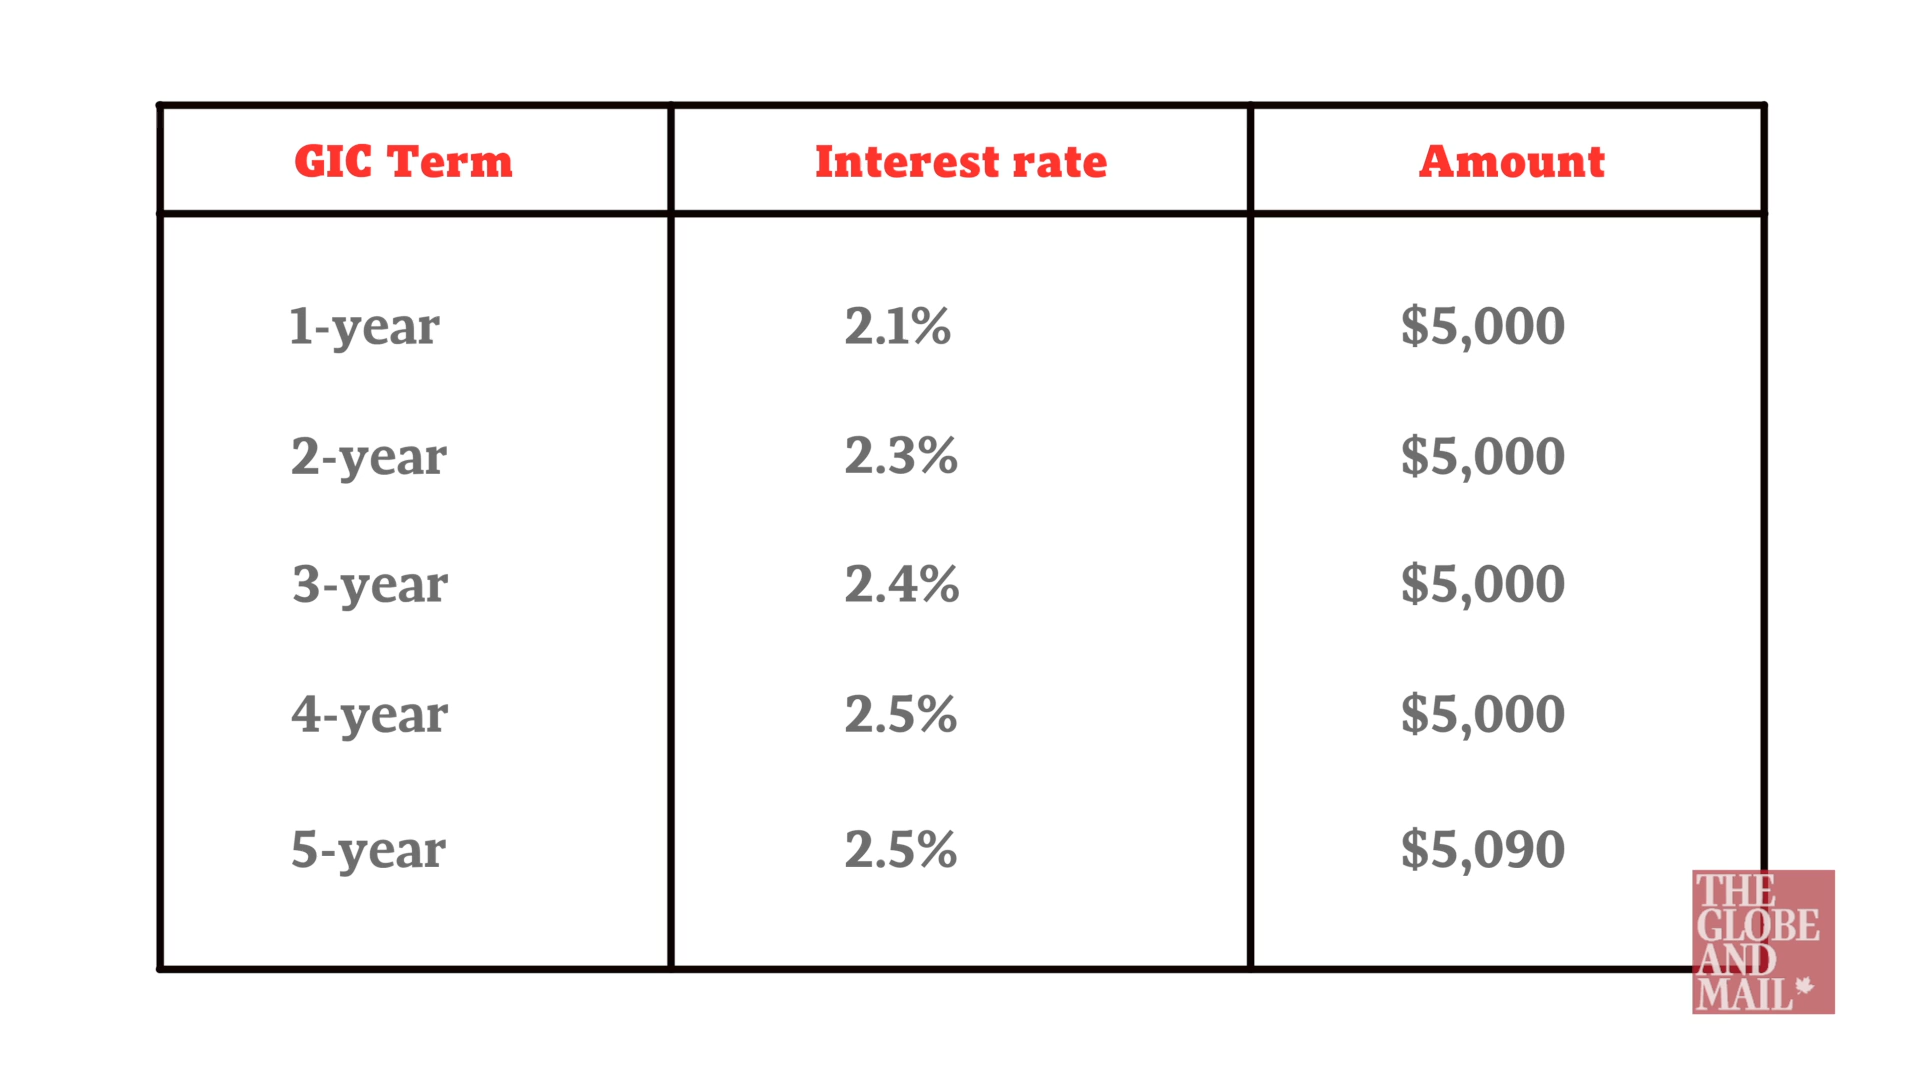 GIC Term Interest rate Amount
1-year 2.1% $5,000
2-year 2.3% $5,000
3-year 2.4% $5,000
4-year 2.5% $5,000
5-year 2.5% $5,090
THE
GLOBE
AND
MAIL